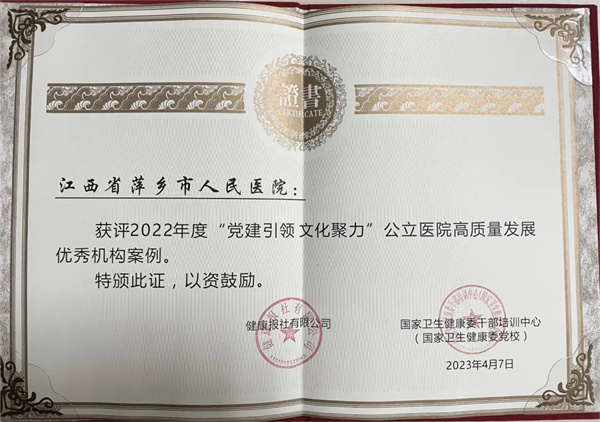 證書
CERTIFICATE
江西省萍乡市人民医院：
获评2022年度“党建引领 文化聚力”公立医院高质量发展
优秀机构案例。
特颁此证，以资鼓励。
健康报社有限公司
国家卫生健康委干部培训中心
（国家卫生健康委党校）
2023年4月7日